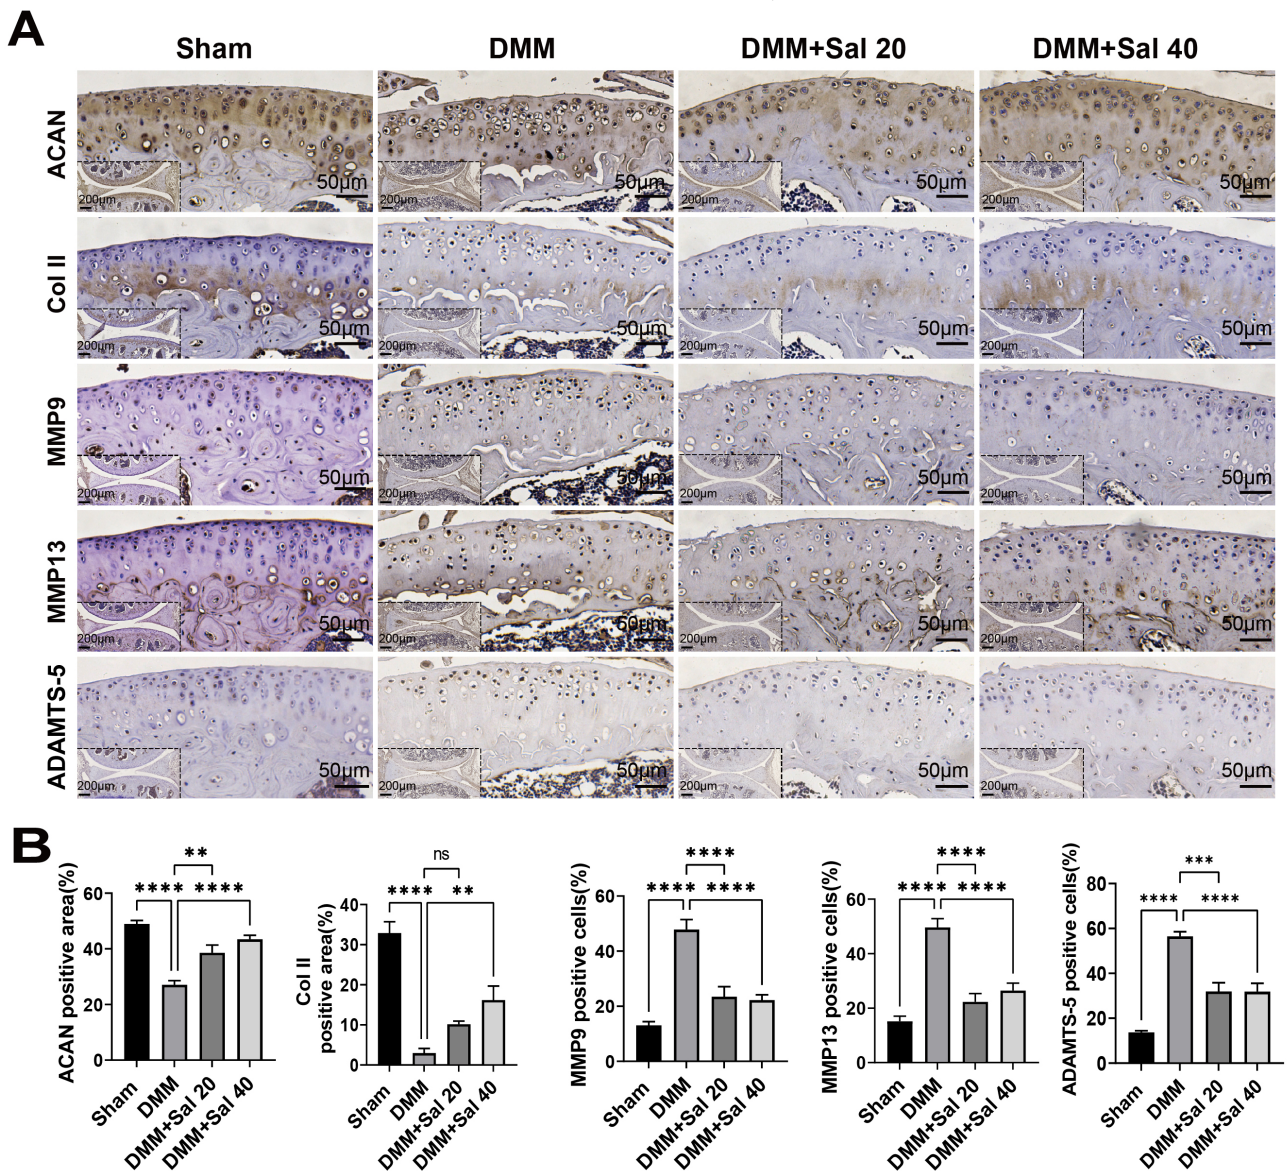 A
Sham DMM DMM+Sal 20 DMM+Sal 40
ACAN
200µm 50µm 200µm 50µm 200µm 50µm 200µm 50µm
Col II
200µm 50µm 200µm 50µm 200µm 50µm 200µm 50µm
MMP9
200µm 50µm 200µm 50µm 200µm 50µm 200µm 50µm
MMP13
200µm 50µm 200µm 50µm 200µm 50µm 200µm 50µm
ADAMTS-5
200µm 50µm 200µm 50µm 200µm 50µm 200µm 50µm
B
ACAN positive area(%)
60
40
20
0
**
**** ****
Sham
DMM
DMM+Sal 20
DMM+Sal 40
Col II
positive area(%)
40
30
20
10
0
ns
**** **
Sham
DMM
DMM+Sal 20
DMM+Sal 40
MMP9 positive cells(%)
60
40
20
0
****
**** ****
Sham
DMM
DMM+Sal 20
DMM+Sal 40
MMP13 positive cells(%)
60
40
20
0
****
**** ****
Sham
DMM
DMM+Sal 20
DMM+Sal 40
ADAMTS-5 positive cells(%)
80
60
40
20
0
***
**** ****
Sham
DMM
DMM+Sal 20
DMM+Sal 40